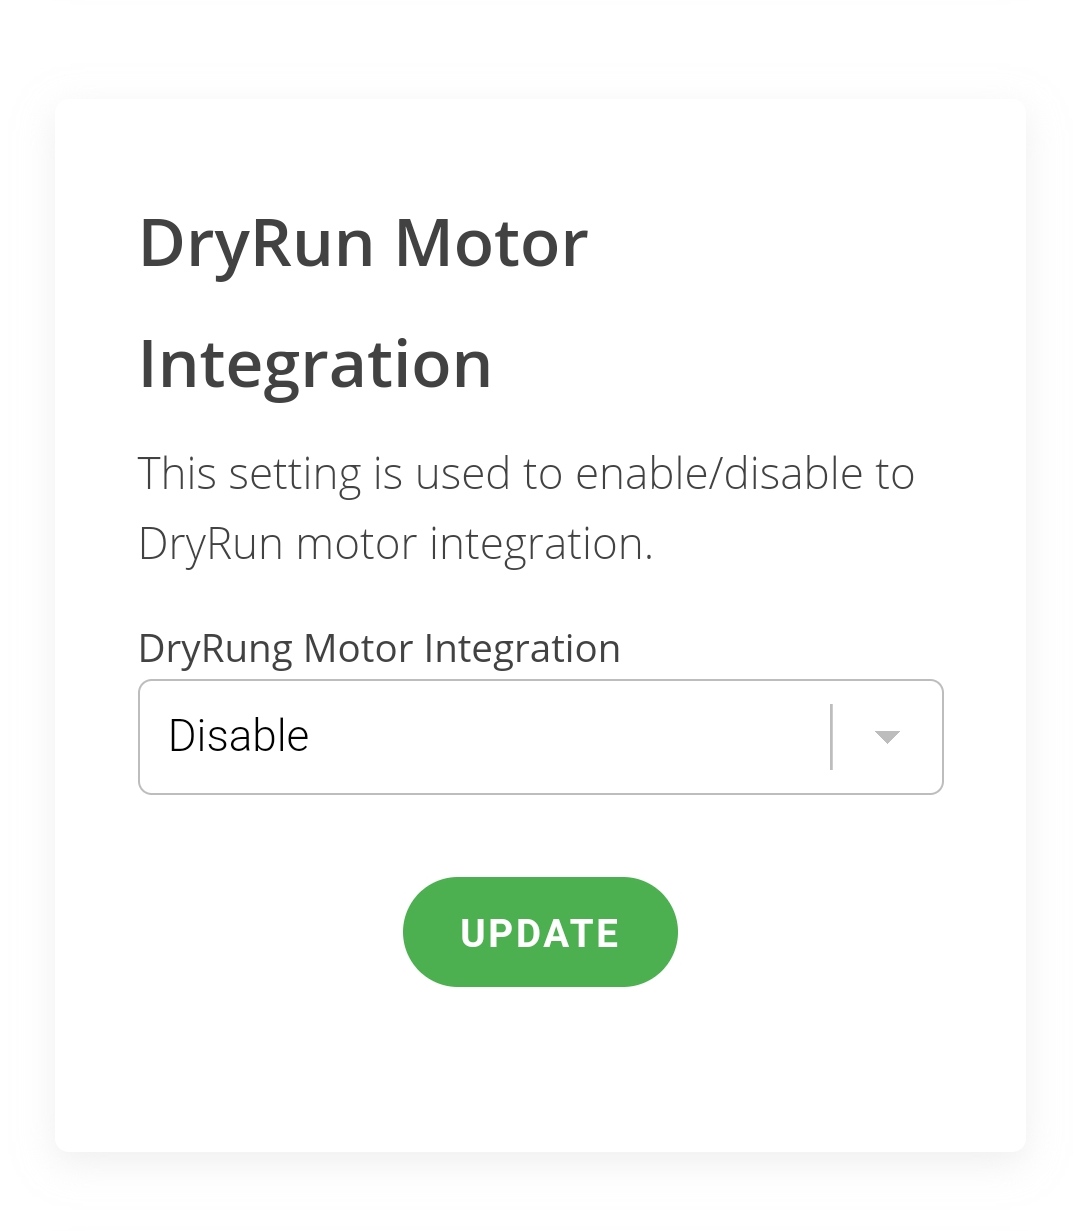 DryRun Motor
Integration
This setting is used to enable/disable to
DryRun motor integration.
DryRung Motor Integration
Disable
UPDATE